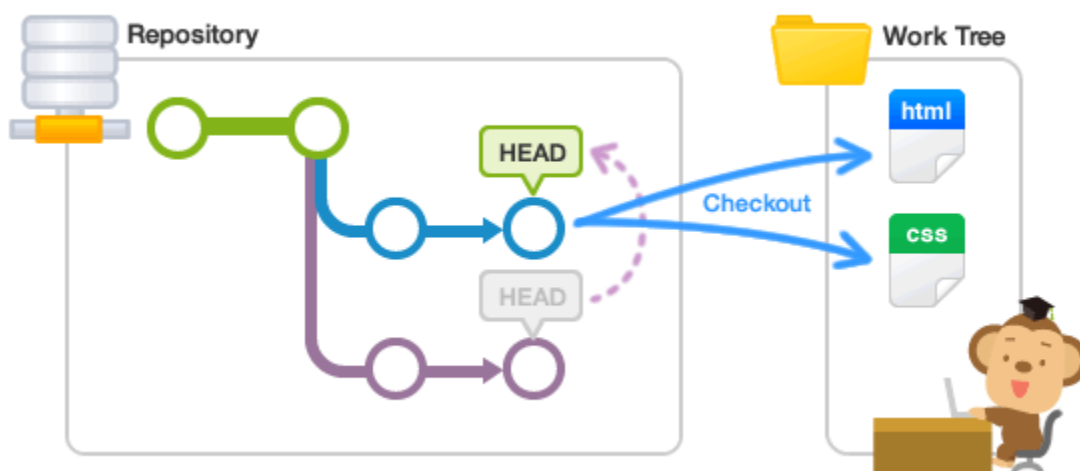 Repository
Work Tree
html
HEAD
Checkout
css
HEAD